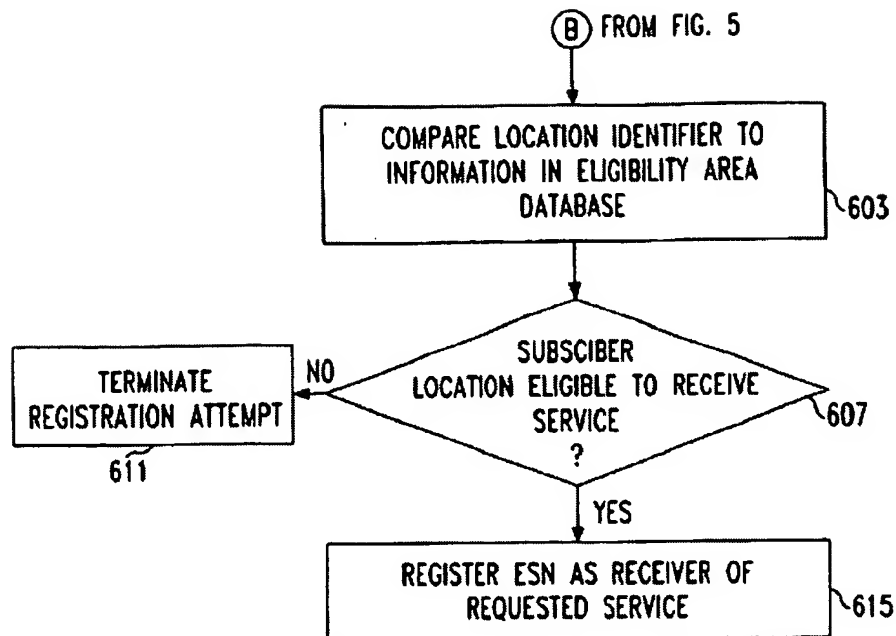 B FROM FIG. 5
COMPARE LOCATION IDENTIFIER TO
INFORMATION IN ELIGIBILITY AREA
DATABASE
603
SUBSCIBER
LOCATION ELIGIBLE TO RECEIVE
SERVICE
?
607
NO
TERMINATE
REGISTRATION ATTEMPT
611
YES
REGISTER ESN AS RECEIVER OF
REQUESTED SERVICE
615